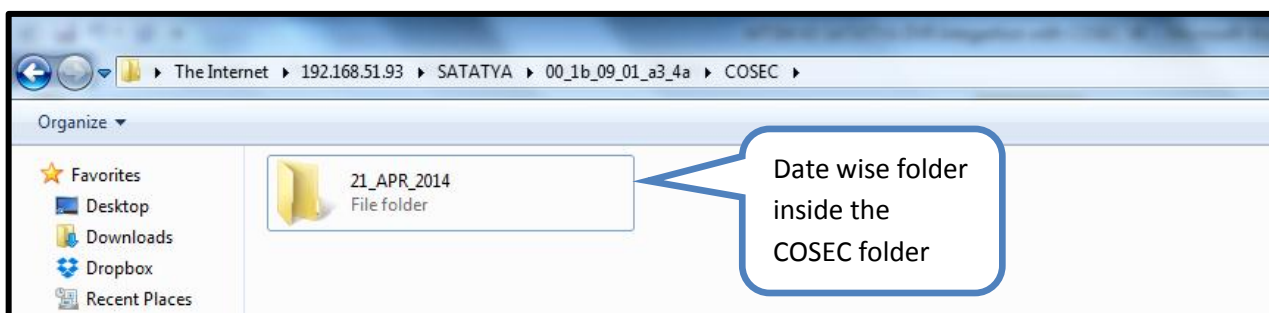 The Internet ▸ 192.168.51.93 ▸ SATATYA ▸ 00_1b_09_01_a3_4a ▸ COSEC ▸
Organize ▾
Favorites
Desktop
Downloads
Dropbox
Recent Places
21_APR_2014
File folder
Date wise folder
inside the
COSEC folder